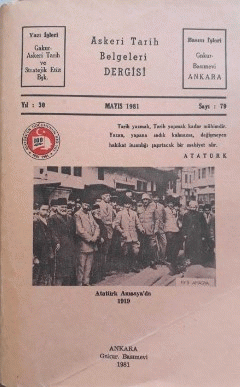 Yazı İşleri
Gnkur.
Askeri Tarih
ve
Stratejik Etüt
Bşk.
Askeri Tarih
Belgeleri
DERGİSİ
Basım Yeri
Gnkur
Basımevi
ANKARA
Yıl : 30
MAYIS 1981
Sayı : 79
Tarih yazmak, Tarih yapmak kadar mühimdir.
Yazan, yapana sadık kalmazsa, değişmeyen
hakikat insanlığı şaşırtacak bir mahiyet alır.
ATATÜRK
100
Atatürk Amasya'da
1919
ANKARA
Gnkur. Basımevi
1981